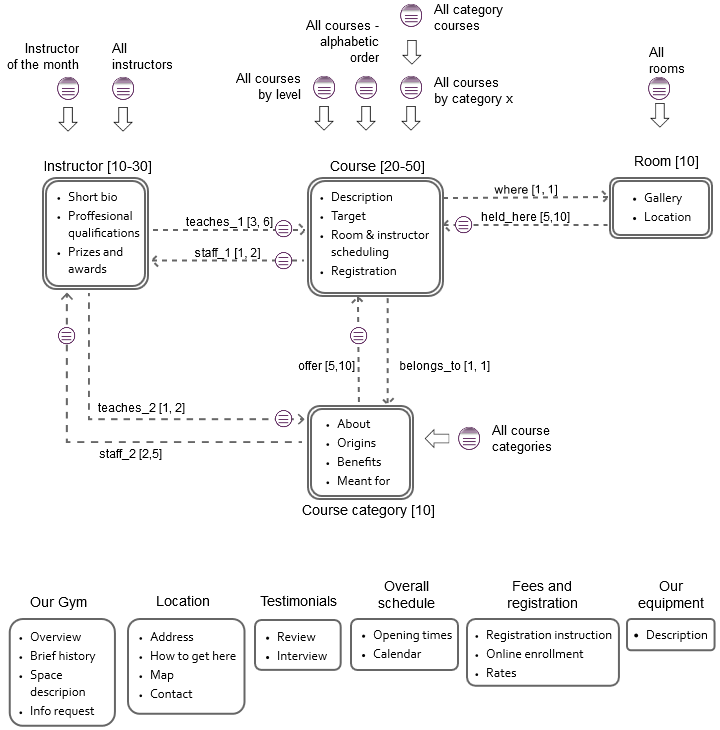 All category
courses
All courses -
alphabetic
order
Instructor
of the month
All
instructors
All courses
by level
All courses
by category x
All
rooms
Instructor [10-30]
Course [20-50]
Room [10]
Short bio
Proffesional
qualifications
Prizes and
awards
teaches_1 [3, 6]
staff_1 [1, 2]
Description
Target
Room & instructor
scheduling
Registration
where [1, 1]
held_here [5,10]
Gallery
Location
offer [5,10]
belongs_to [1, 1]
teaches_2 [1, 2]
staff_2 [2,5]
About
Origins
Benefits
Meant for
All course
categories
Course category [10]
Our Gym
Overview
Brief history
Space
descripion
Info request
Location
Address
How to get here
Map
Contact
Testimonials
Review
Interview
Overall
schedule
Opening times
Calendar
Fees and
registration
Registration instruction
Online enrollment
Rates
Our
equipment
Description